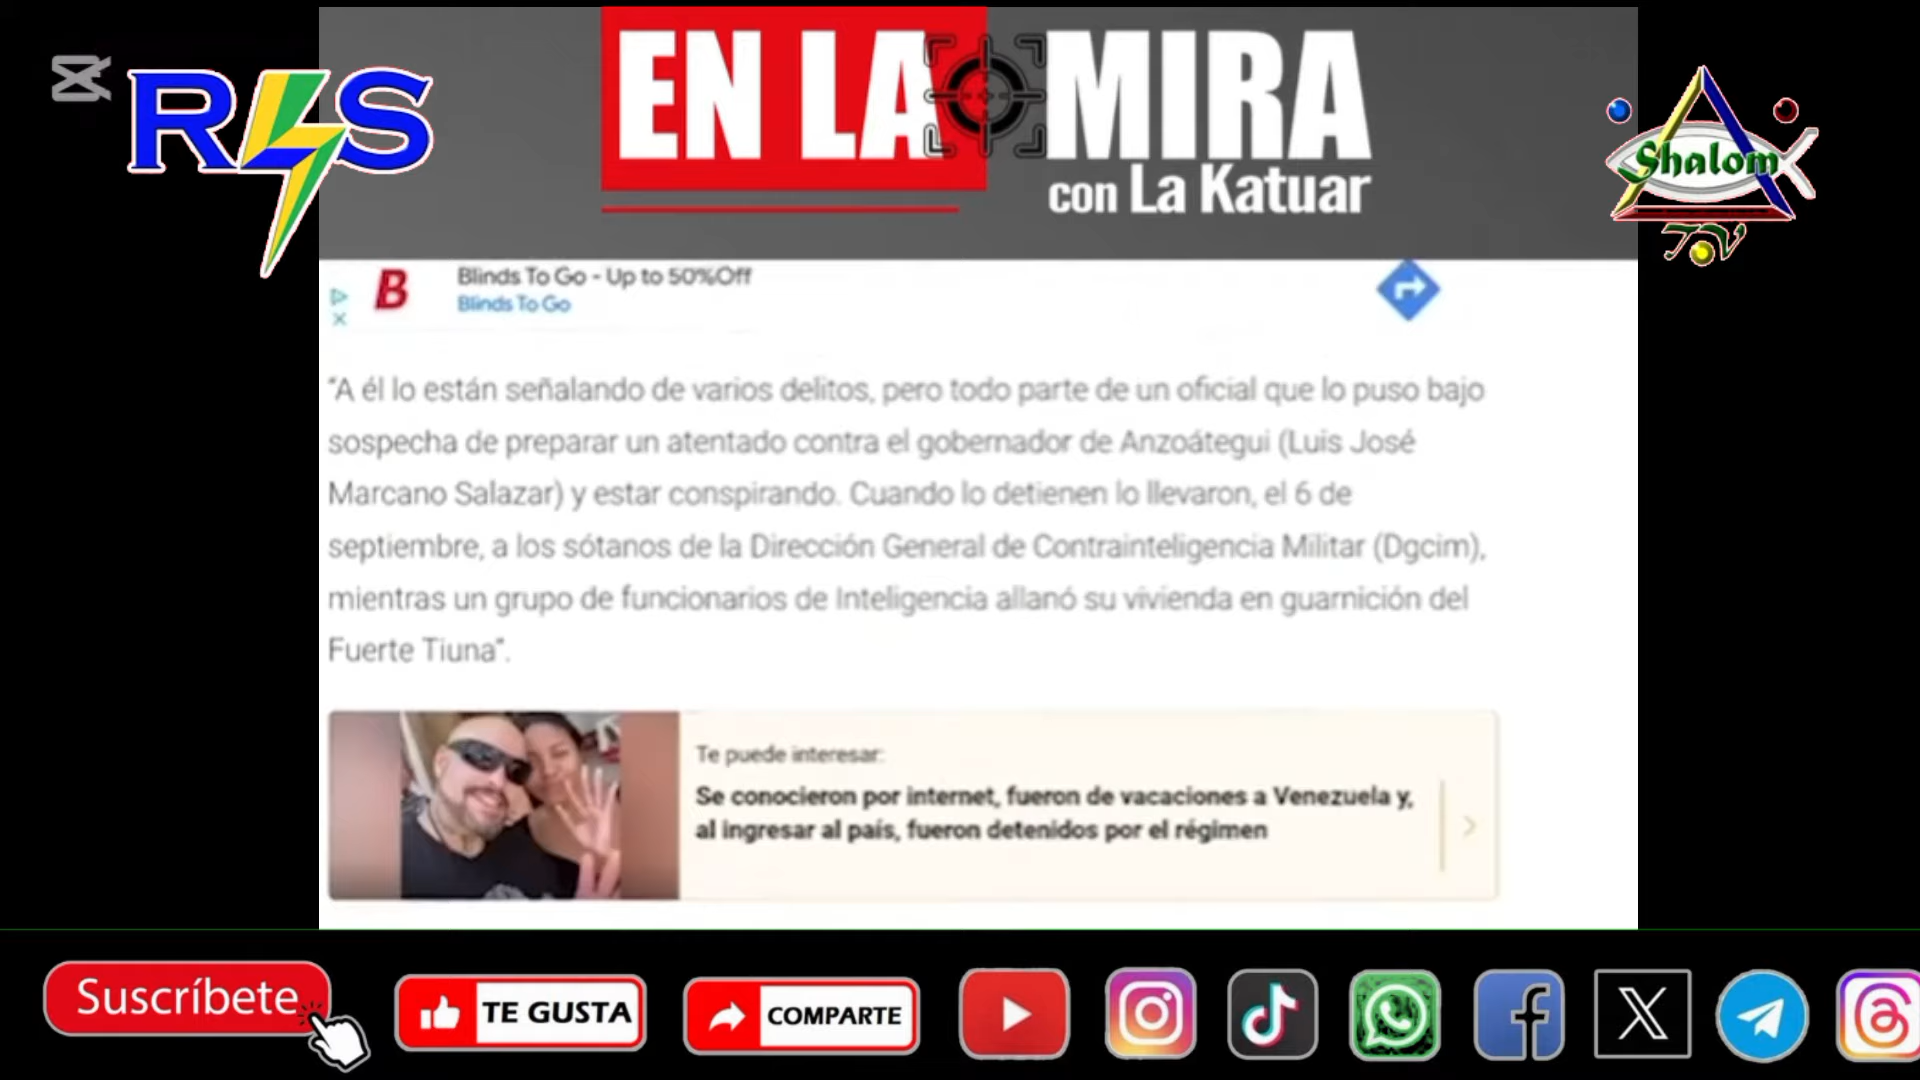 RS
EN LA MIRA
con La Katuar
Shalom
TV
B
Blinds To Go - Up to 50%Off
Blinds To Go
“A él lo están señalando de varios delitos, pero todo parte de un oficial que lo puso bajo
sospecha de preparar un atentado contra el gobernador de Anzoátegui (Luis José
Marcano Salazar) y estar conspirando. Cuando lo detienen lo llevaron, el 6 de
septiembre, a los sótanos de la Dirección General de Contrainteligencia Militar (Dgcim),
mientras un grupo de funcionarios de Inteligencia allanó su vivienda en guarnición del
Fuerte Tiuna”.
Te puede interesar:
Se conocieron por internet, fueron de vacaciones a Venezuela y,
al ingresar al país, fueron detenidos por el régimen
Suscríbete
TE GUSTA
COMPARTE